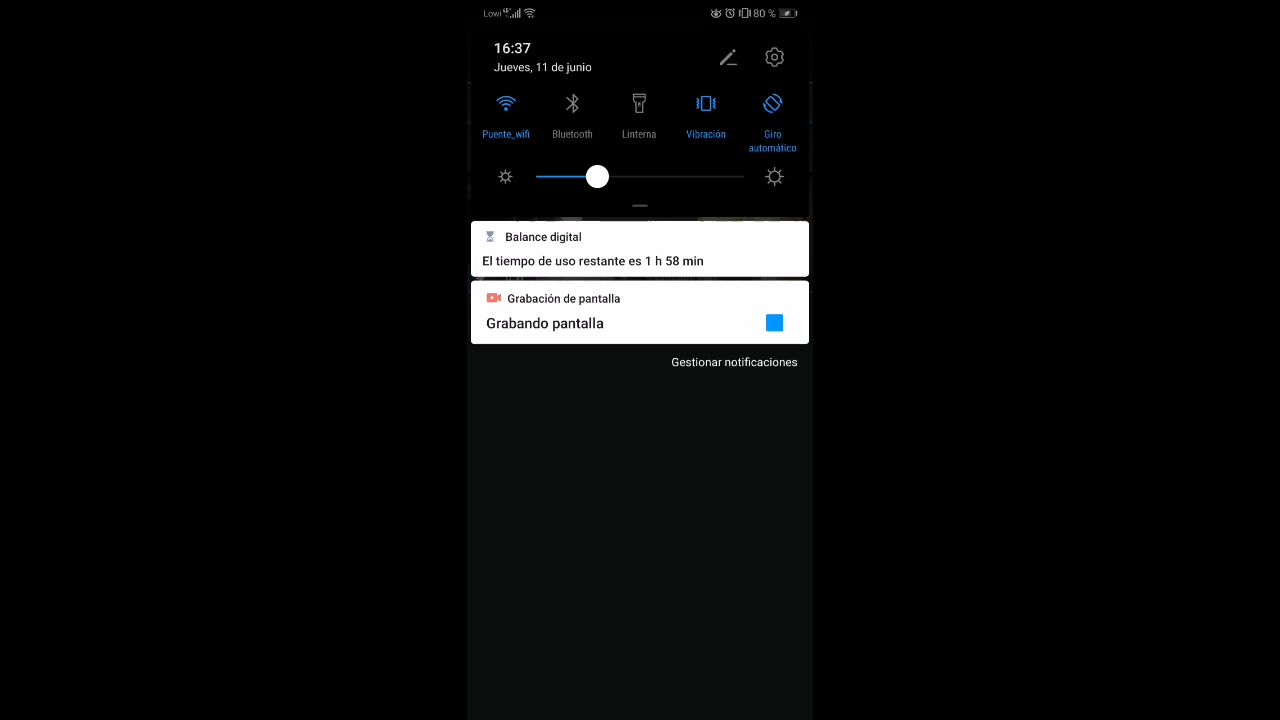 Lowi 80 %
16:37
Jueves, 11 de junio
Puente_wifi Bluetooth Linterna Vibración Giro
automático
Balance digital
El tiempo de uso restante es 1 h 58 min
Grabación de pantalla
Grabando pantalla
Gestionar notificaciones